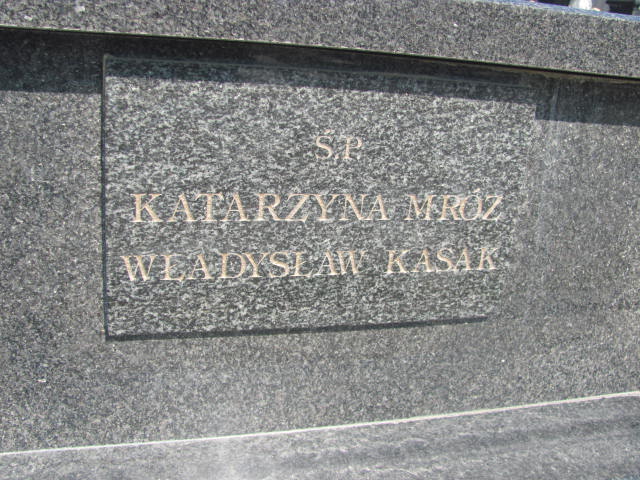 Ś.P.
KATARZYNA MRÓZ
WŁADYSŁAW KASAK